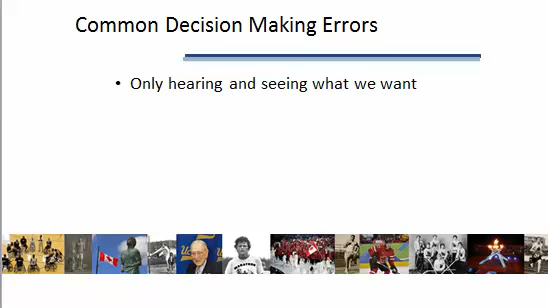 Common Decision Making Errors
• Only hearing and seeing what we want